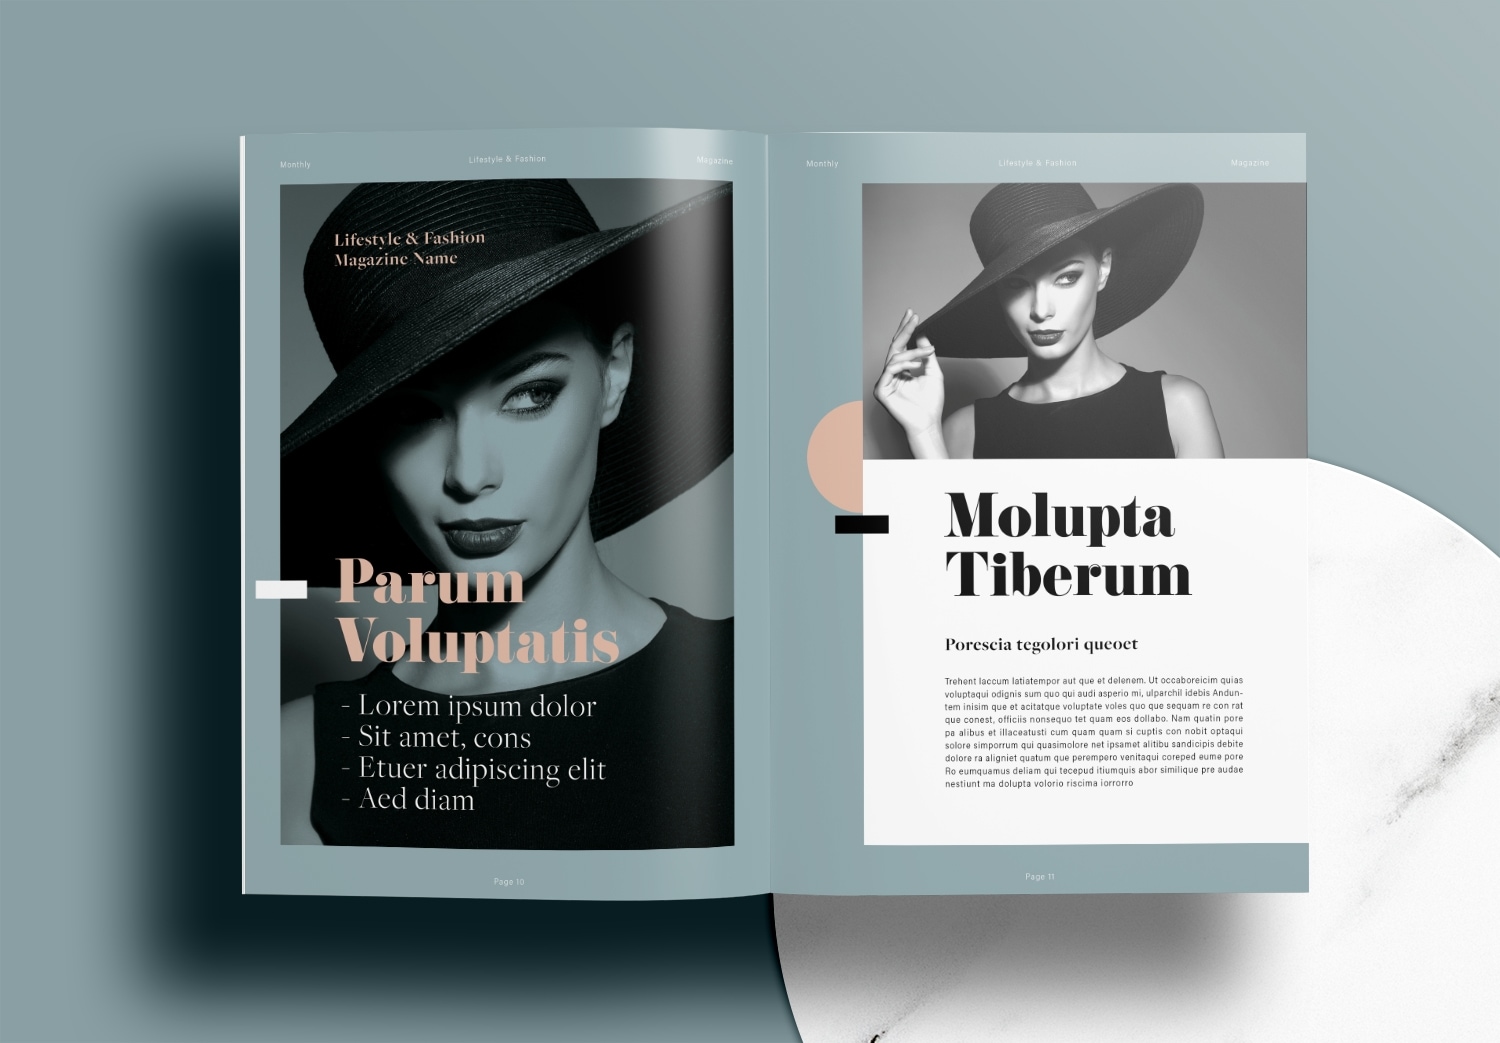 Monthly
Lifestyle & Fashion
Magazine
Lifestyle & Fashion
Magazine Name
Parum
Voluptatis
- Lorem ipsum dolor
- Sit amet, cons
- Etuer adipiscing elit
- Aed diam
Page 10
Monthly
Lifestyle & Fashion
Magazine
Molupta
Tiberum
Porescia tegolori queoet
Trehent laccum latiatempor aut que et delenem. Ut occaboreicim quias
voluptaqui odignis sum quo qui audi asperio mi, ulparchil idebis Andun-
tem inisim que et acitatque voluptate voles quo que sequam re con rat
que conest, officiis nonsequo tet quam eos dollabo. Nam quatin pore
pa alibus et illaceatusti cum quam quam si cuptis con nobit optaqui
solore simporrum qui quasimolore net ipsamet alitibu sandicipis debite
dolore ra aligniet quatum que perempero venitaqui coreped eume pore
Ro eumquamus deliam qui tecepud itiumquis abor similique pre audae
nestiunt ma dolupta volorio riscima iorrorro
Page 11